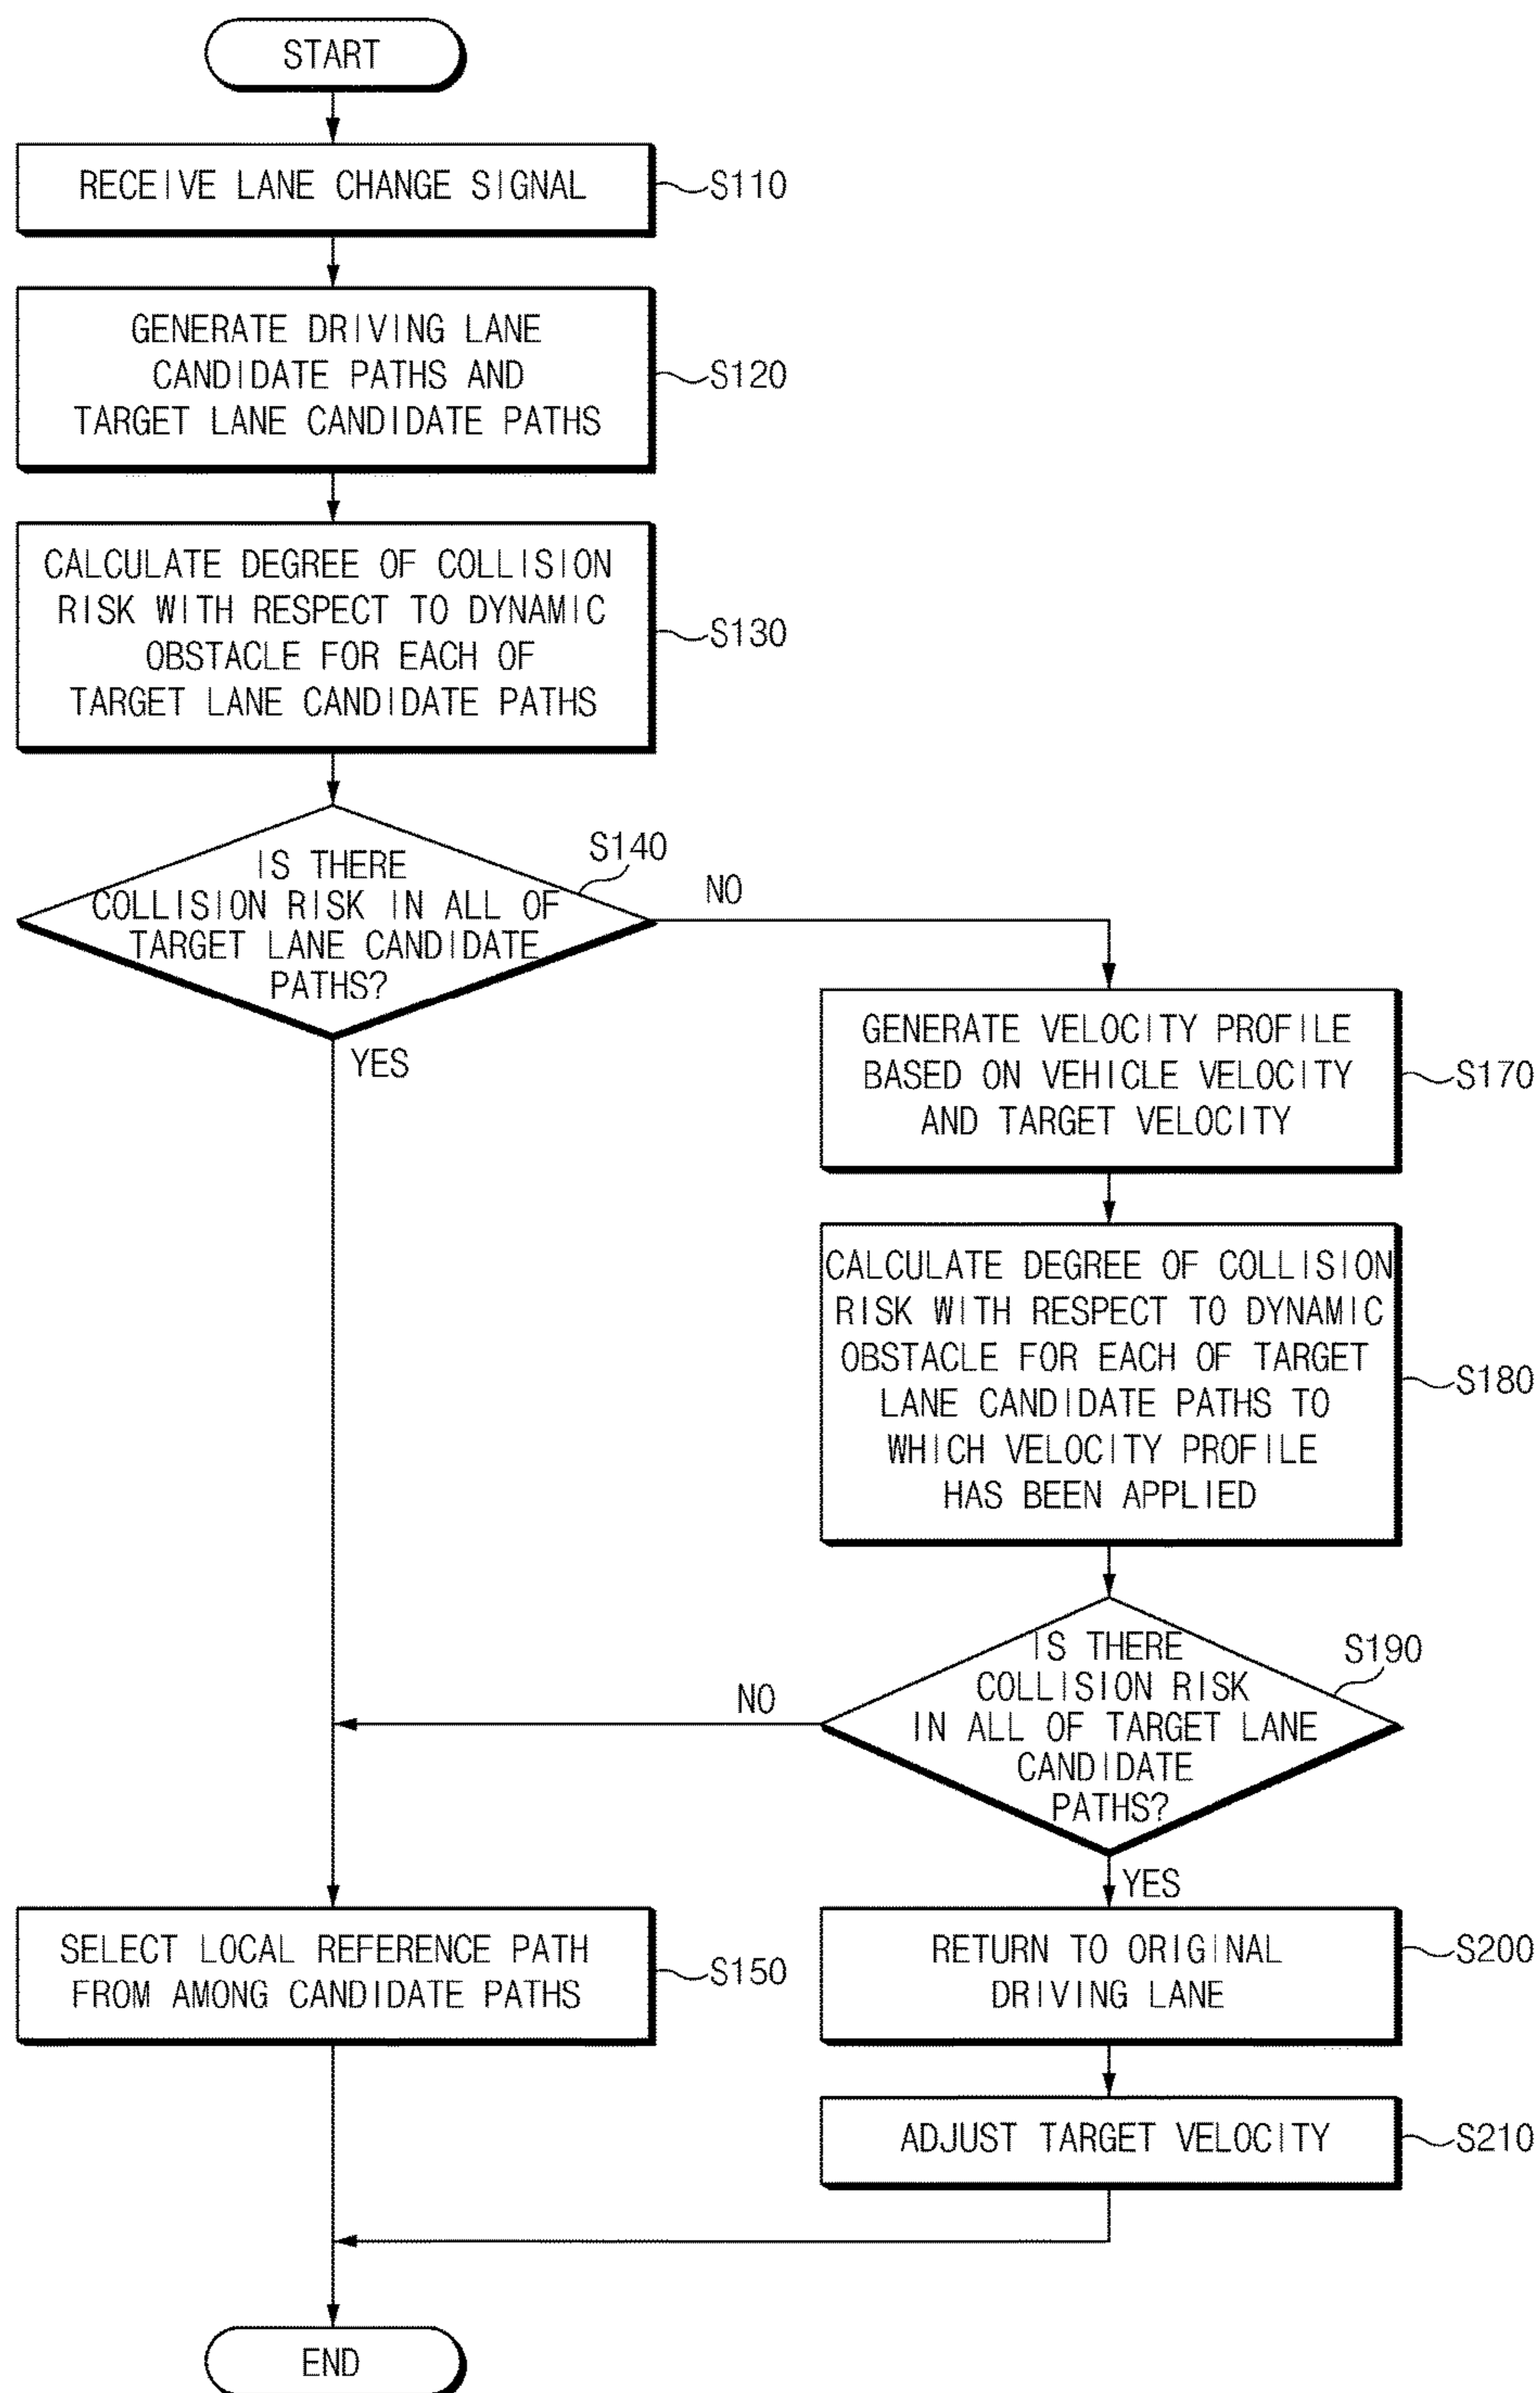 START
RECEIVE LANE CHANGE SIGNAL
S110
GENERATE DRIVING LANE
CANDIDATE PATHS AND
TARGET LANE CANDIDATE PATHS
S120
CALCULATE DEGREE OF COLLISION
RISK WITH RESPECT TO DYNAMIC
OBSTACLE FOR EACH OF
TARGET LANE CANDIDATE PATHS
S130
IS THERE
COLLISION RISK IN ALL OF
TARGET LANE CANDIDATE
PATHS?
S140
NO
YES
GENERATE VELOCITY PROFILE
BASED ON VEHICLE VELOCITY
AND TARGET VELOCITY
S170
CALCULATE DEGREE OF COLLISION
RISK WITH RESPECT TO DYNAMIC
OBSTACLE FOR EACH OF TARGET
LANE CANDIDATE PATHS TO
WHICH VELOCITY PROFILE
HAS BEEN APPLIED
S180
IS THERE
COLLISION RISK
IN ALL OF TARGET LANE
CANDIDATE
PATHS?
S190
NO
YES
SELECT LOCAL REFERENCE PATH
FROM AMONG CANDIDATE PATHS
S150
RETURN TO ORIGINAL
DRIVING LANE
S200
ADJUST TARGET VELOCITY
S210
END